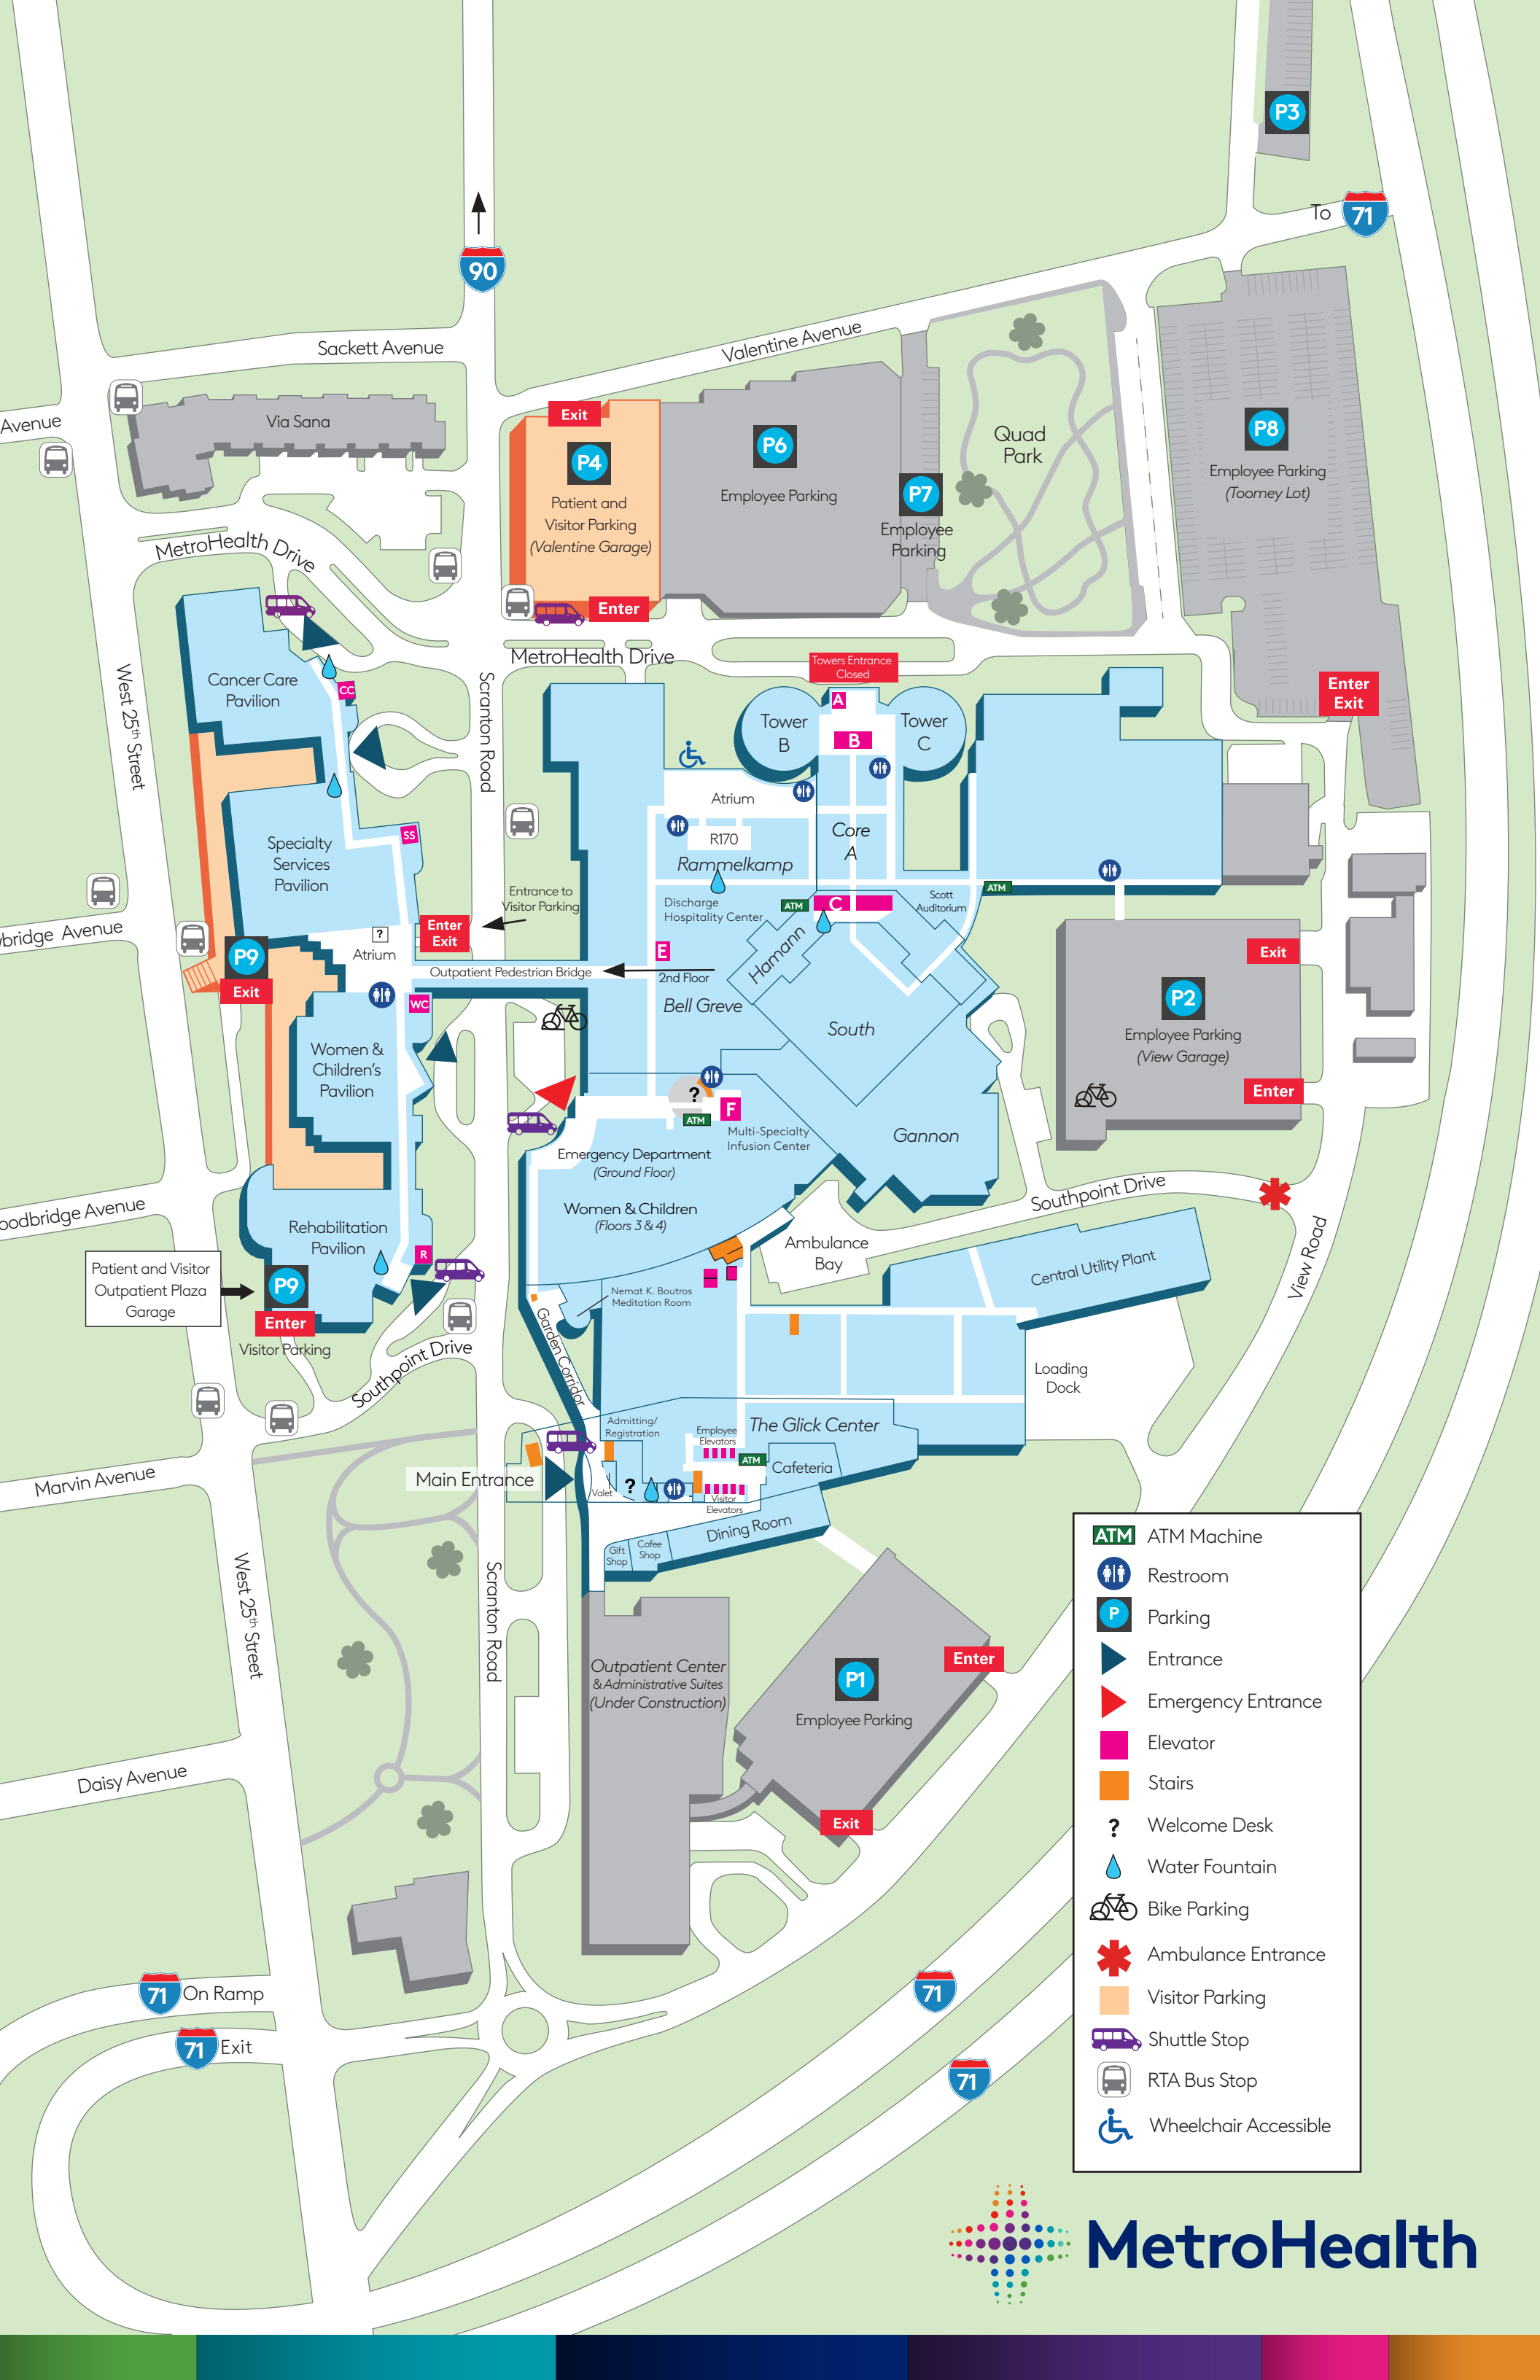 P3
To
71
90
Sackett Avenue
Valentine Avenue
Avenue
Via Sana
Exit
P4
Patient and
Visitor Parking
(Valentine Garage)
Enter
P6
Employee Parking
P7
Employee
Parking
Quad
Park
P8
Employee Parking
(Toomey Lot)
Enter
Exit
MetroHealth Drive
MetroHealth Drive
Towers Entrance
Closed
West 25th Street
Scranton Road
Cancer Care
Pavilion
CC
Tower
B
A
B
Tower
C
Atrium
R170
Rammelkamp
Core
A
Specialty
Services
Pavilion
SS
Entrance to
Visitor Parking
Discharge
Hospitality Center
ATM
C
Scott
Auditorium
ATM
bridge Avenue
Enter
Exit
?
Atrium
P9
Exit
Outpatient Pedestrian Bridge
E
2nd Floor
Bell Greve
Hamann
South
WC
Exit
P2
Employee Parking
(View Garage)
Enter
Women &
Children's
Pavilion
?
ATM
F
Multi-Specialty
Infusion Center
Gannon
Emergency Department
(Ground Floor)
Women & Children
(Floors 3 & 4)
Southpoint Drive
View Road
oodbridge Avenue
Rehabilitation
Pavilion
R
Ambulance
Bay
Central Utility Plant
Patient and Visitor
Outpatient Plaza
Garage
P9
Enter
Visitor Parking
Nemat K. Boutros
Meditation Room
Garden Corridor
Southpoint Drive
Loading
Dock
Admitting/
Registration
Employee
Elevators
The Glick Center
ATM
Cafeteria
Marvin Avenue
Main Entrance
Valet
?
Visitor
Elevators
Dining Room
Gift
Shop
Cofee
Shop
West 25th Street
Scranton Road
Outpatient Center
& Administrative Suites
(Under Construction)
P1
Employee Parking
Enter
Exit
Daisy Avenue
ATM ATM Machine
Restroom
P Parking
Entrance
Emergency Entrance
Elevator
Stairs
? Welcome Desk
Water Fountain
Bike Parking
Ambulance Entrance
Visitor Parking
Shuttle Stop
RTA Bus Stop
Wheelchair Accessible
71 On Ramp
71 Exit
71
71
MetroHealth